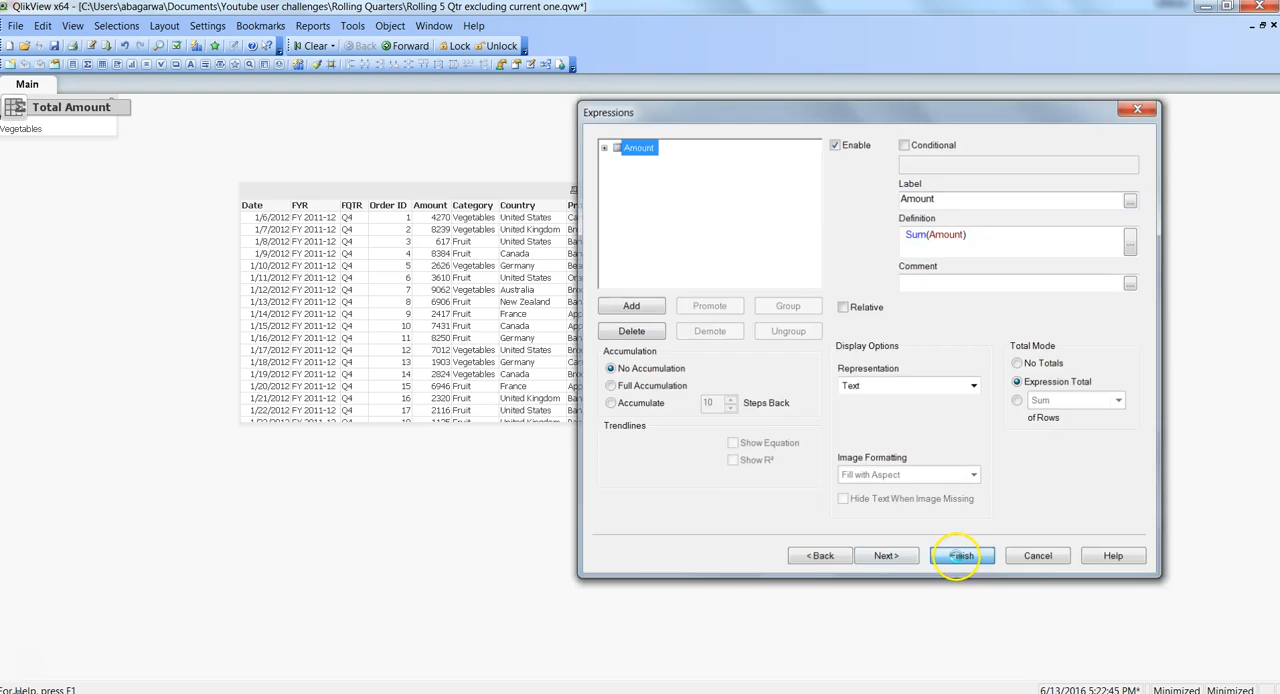 QlikView x64 - [C:\Users\abagarwa\Documents\Youtube user challenges\Rolling Quarters\Rolling 5 Qtr excluding current one.qvw*]
File Edit View Selections Layout Settings Bookmarks Reports Tools Object Window Help
Clear Back Forward Lock Unlock
Main
Total Amount
Vegetables
Date FYR FQTR Order ID Amount Category Country
1/6/2012 FY 2011-12 Q4 1 4270 Vegetables United States
1/7/2012 FY 2011-12 Q4 2 8239 Vegetables United Kingdom
1/8/2012 FY 2011-12 Q4 3 617 Fruit United States
1/9/2012 FY 2011-12 Q4 4 8384 Fruit Canada
1/10/2012 FY 2011-12 Q4 5 2626 Vegetables Germany
1/11/2012 FY 2011-12 Q4 6 3610 Fruit United States
1/12/2012 FY 2011-12 Q4 7 9062 Vegetables Australia
1/13/2012 FY 2011-12 Q4 8 6906 Fruit New Zealand
1/14/2012 FY 2011-12 Q4 9 2417 Fruit France
1/15/2012 FY 2011-12 Q4 10 7431 Fruit Canada
1/16/2012 FY 2011-12 Q4 11 8250 Fruit Germany
1/17/2012 FY 2011-12 Q4 12 7012 Vegetables United States
1/18/2012 FY 2011-12 Q4 13 1903 Vegetables Germany
1/19/2012 FY 2011-12 Q4 14 2824 Vegetables Canada
1/20/2012 FY 2011-12 Q4 15 6946 Fruit France
1/21/2012 FY 2011-12 Q4 16 2320 Fruit United Kingdom
1/22/2012 FY 2011-12 Q4 17 2116 Fruit United States
Expressions
Amount
Enable
Conditional
Label
Amount
Definition
Sum(Amount)
Comment
Add Promote Group
Delete Demote Ungroup
Relative
Accumulation
No Accumulation
Full Accumulation
Accumulate 10 Steps Back
Trendlines
Show Equation
Show R²
Display Options
Representation
Text
Image Formatting
Fill with Aspect
Hide Text When Image Missing
Total Mode
No Totals
Expression Total
Sum
of Rows
< Back Next > Finish Cancel Help
For Help, press F1
6/13/2016 5:22:45 PM* Minimized Minimized